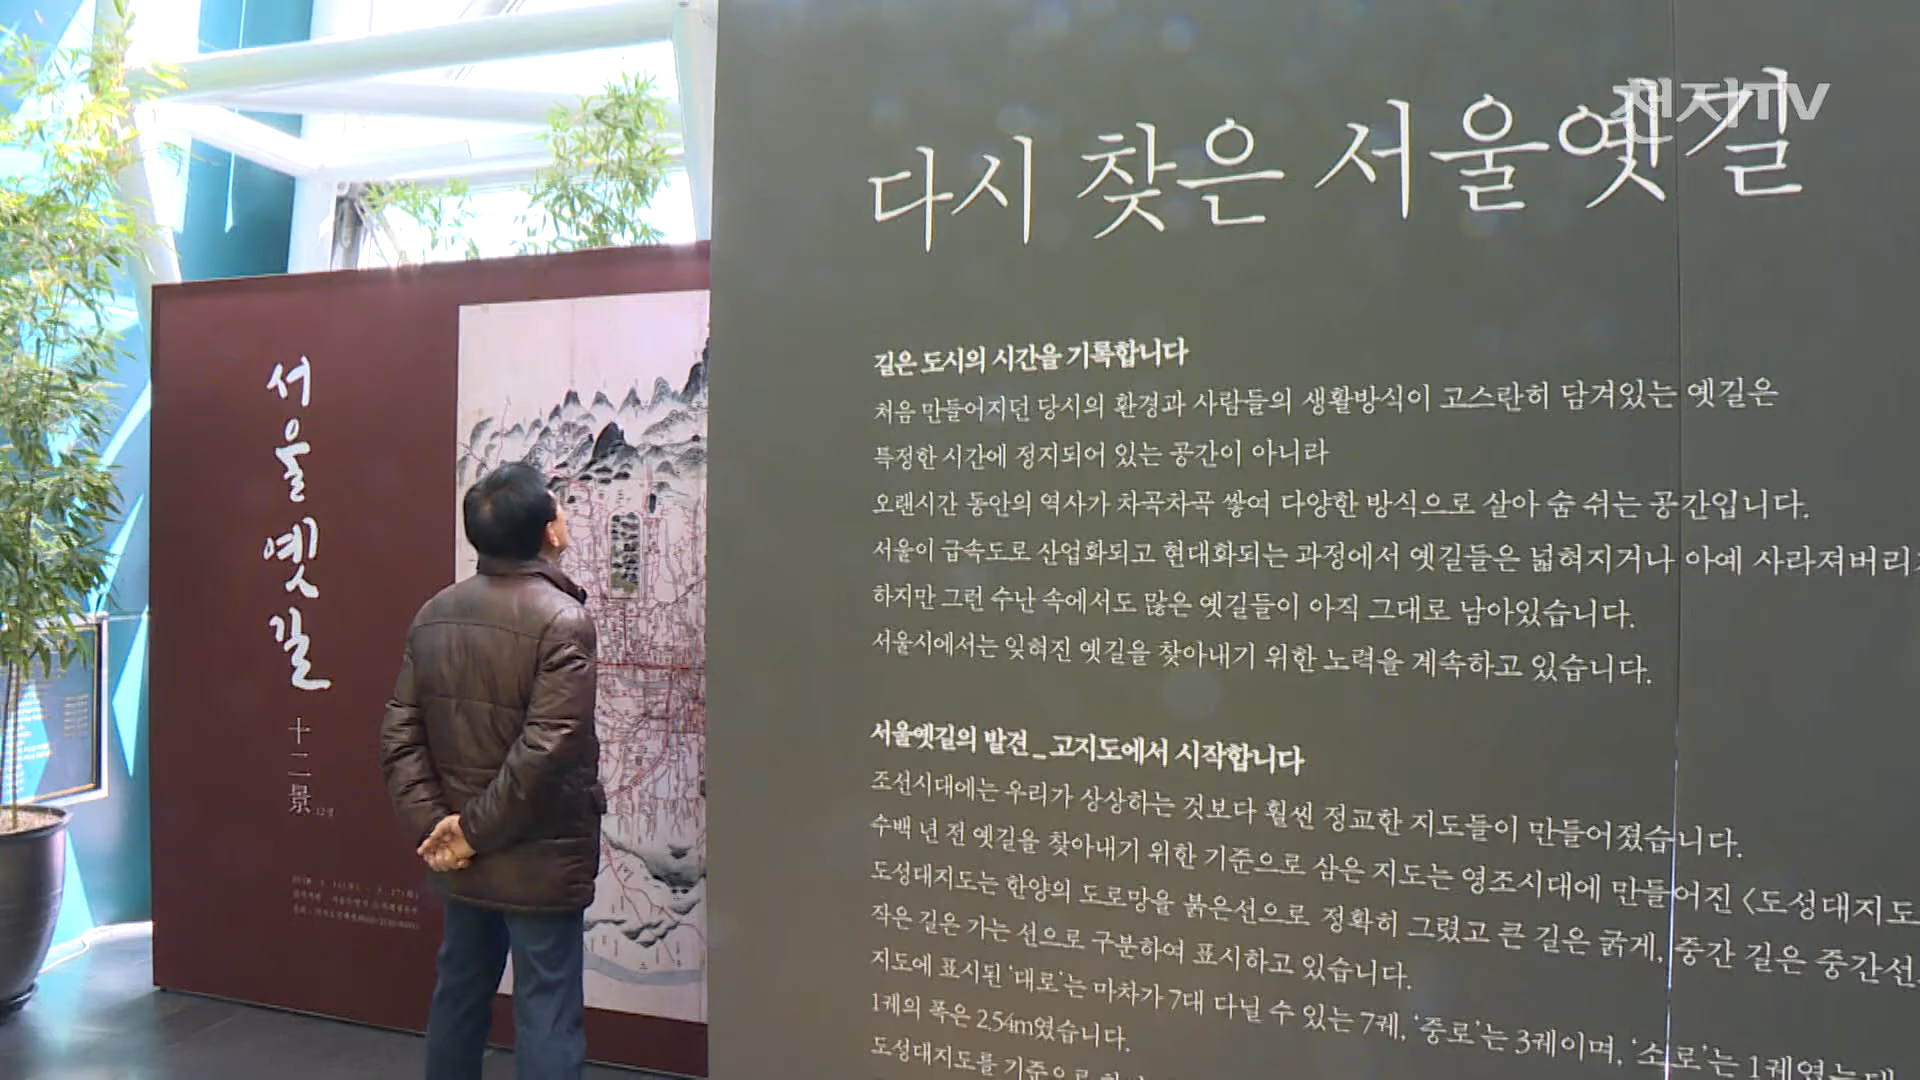 전자TV
다시 찾은 서울옛길
길은 도시의 시간을 기록합니다
처음 만들어지던 당시의 환경과 사람들의 생활방식이 고스란히 담겨있는 옛길은
특정한 시간에 정지되어 있는 공간이 아니라
오랜시간 동안의 역사가 차곡차곡 쌓여 다양한 방식으로 살아 숨 쉬는 공간입니다.
서울이 급속도로 산업화되고 현대화되는 과정에서 옛길들은 넓혀지거나 아예 사라져버리
하지만 그런 수난 속에서도 많은 옛길들이 아직 그대로 남아있습니다.
서울시에서는 잊혀진 옛길을 찾아내기 위한 노력을 계속하고 있습니다.
서울옛길의 발견_고지도에서 시작합니다
조선시대에는 우리가 상상하는 것보다 훨씬 정교한 지도들이 만들어졌습니다.
수백 년 전 옛길을 찾아내기 위한 기준으로 삼은 지도는 영조시대에 만들어진 <도성대지도
도성대지도는 한양의 도로망을 붉은선으로 정확히 그렸고 큰 길은 굵게, 중간 길은 중간선
작은 길은 가는 선으로 구분하여 표시하고 있습니다.
지도에 표시된 '대로'는 마차가 7대 다닐 수 있는 7궤, '중로'는 3궤이며, '소로'는 1궤였는데
1궤의 폭은 2.54m였습니다.
도성대지도를 기준으로
서울옛길
十二景
12경